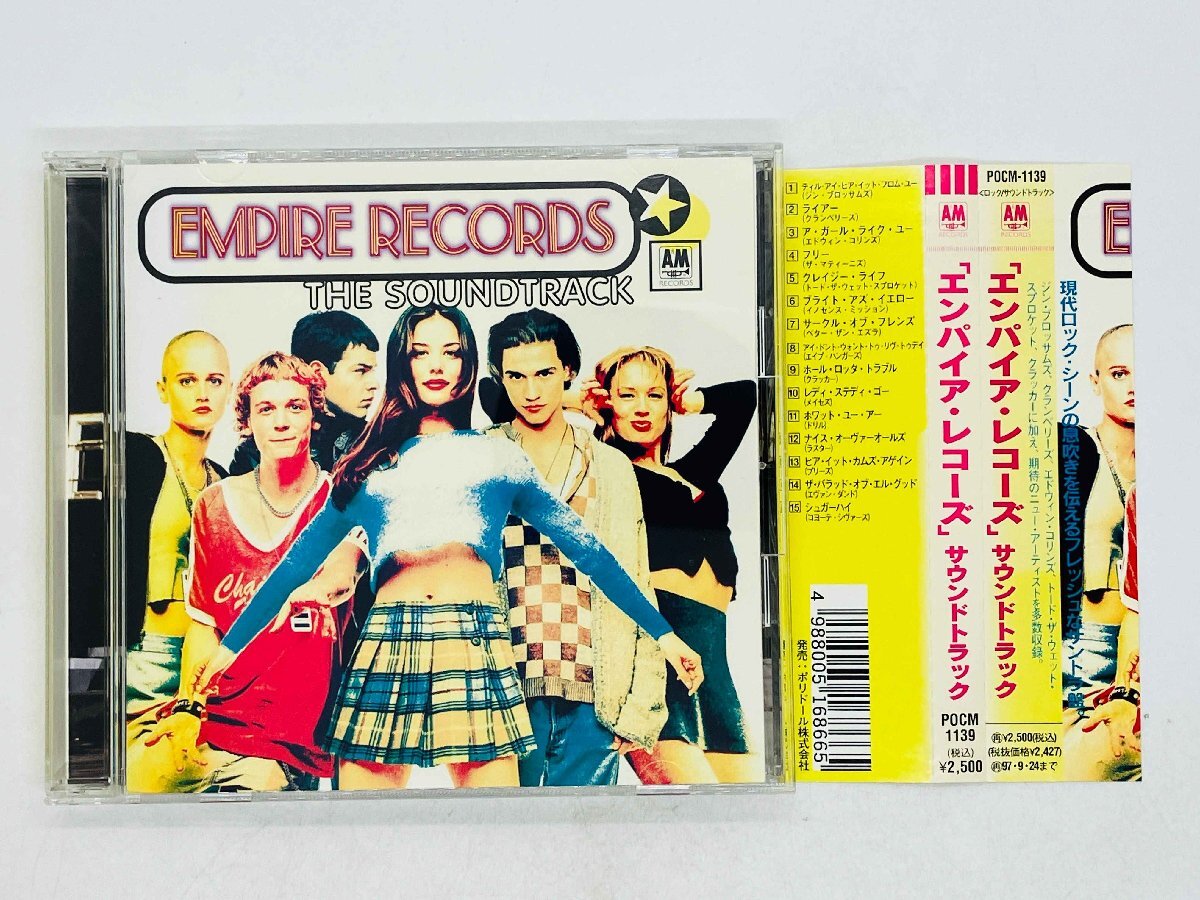 EMPIRE RECORDS
THE SOUNDTRACK
AM
RECORDS
Cha
1 ティル・アイ・ヒア・イット・フロム・ユー
(ジン・ブロッサムズ)
2 ライアー
(クランベリーズ)
3 ア・ガール・ライク・ユー
(エドウィン・コリンズ)
4 フリー
(ザ・マティーニズ)
5 クレイジー・ライフ
(トード・ザ・ウェット・スプロケット)
6 ブライト・アズ・イエロー
(イノセンス・ミッション)
7 サークル・オブ・フレンズ
(ベター・ザン・エズラ)
8 アイ・ドント・ウォント・トゥ・リヴ・トゥデイ
(エイプ・ハンガーズ)
9 ホール・ロッタ・トラブル
(クラッカー)
10 レディ・ステディ・ゴー
(メイセズ)
11 ホワット・ユー・アー
(ドリル)
12 ナイス・オーヴァーオールズ
(ラスター)
13 ヒア・イット・カムズ・アゲイン
(プリーズ)
14 ザ・バラッド・オブ・エル・グッド
(エヴァン・ダンド)
15 シュガーハイ
(コヨーテ・シヴァーズ)
4 988005 168665
発売:ポリドール株式会社
AM
RECORDS
「エンパイア・レコーズ」サウンドトラック
POCM
1139
(税込)
¥2,500
POCM-1139
<ロック/サウンドトラック>
AM
RECORDS
「エンパイア・レコーズ」サウンドトラック
㊞¥2,500(税込)
(税抜価格¥2,427)
97・9・24まで
現代ロック・シーンの息吹きを伝えるフレッシュな
ジン・ブロッサムズ、クランベリーズ、エドウィン・コリンズ、トード・ザ・ウェット・
スプロケット、クラッカーに加え、期待のニュー・アーティストを多数収録。
E